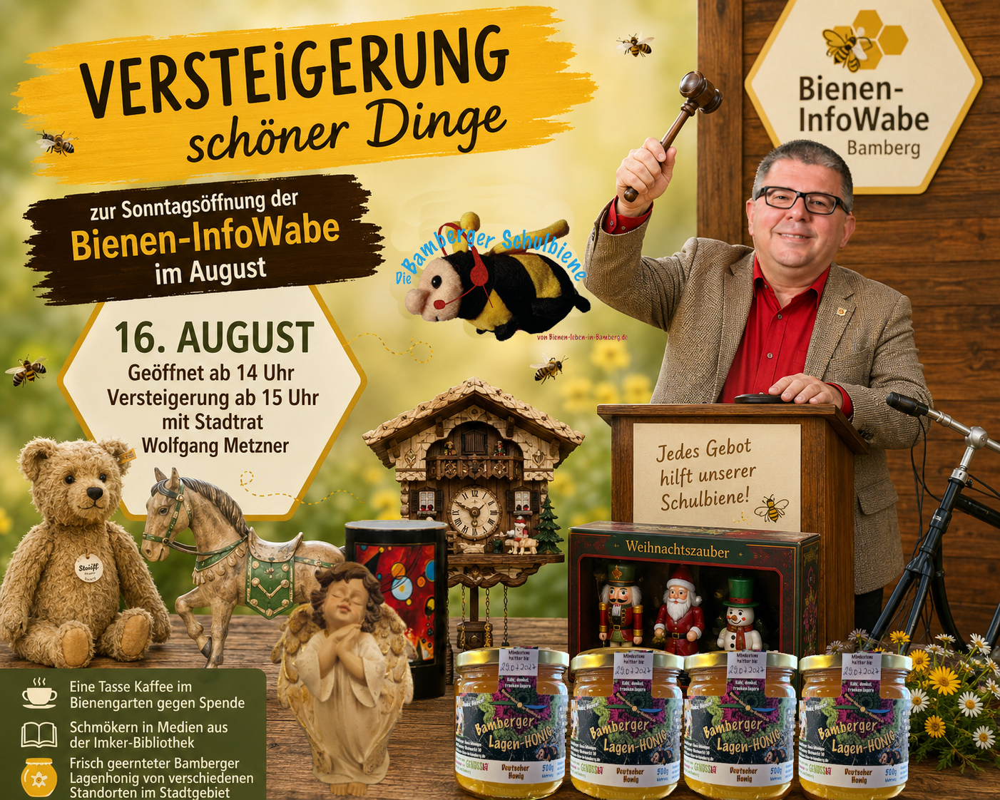 VERSTEiGERUNG
schöner Dinge
zur Sonntagsöffnung der
Bienen-InfoWabe
im August
16. AUGUST
Geöffnet ab 14 Uhr
Versteigerung ab 15 Uhr
mit Stadtrat
Wolfgang Metzner
Die Bamberger Schulbiene
von Bienen-leben-in-Bamberg.de
Bienen-
InfoWabe
Bamberg
Jedes Gebot
hilft unserer
Schulbiene!
Weihnachtszauber
Steiff
Eine Tasse Kaffee im
Bienengarten gegen Spende
Schmökern in Medien aus
der Imker-Bibliothek
Frisch geernteter Bamberger
Lagenhonig von verschiedenen
Standorten im Stadtgebiet
Mindestens
haltbar bis:
29.07.2027
Kühl, dunkel,
trocken lagern
Bamberger
Lagen-HONIG
Deutscher
Honig
500g
Mindestens
haltbar bis:
29.07.2027
Kühl, dunkel,
trocken lagern
Bamberger
Lagen-HONIG
Deutscher
Honig
500g
Mindestens
haltbar bis:
29.07.2027
Kühl, dunkel,
trocken lagern
Bamberger
Lagen-HONIG
Deutscher
Honig
500g
Mindestens
haltbar bis:
29.07.2027
Kühl, dunkel,
trocken lagern
Bamberger
Lagen-HONIG
Deutscher
Honig
500g